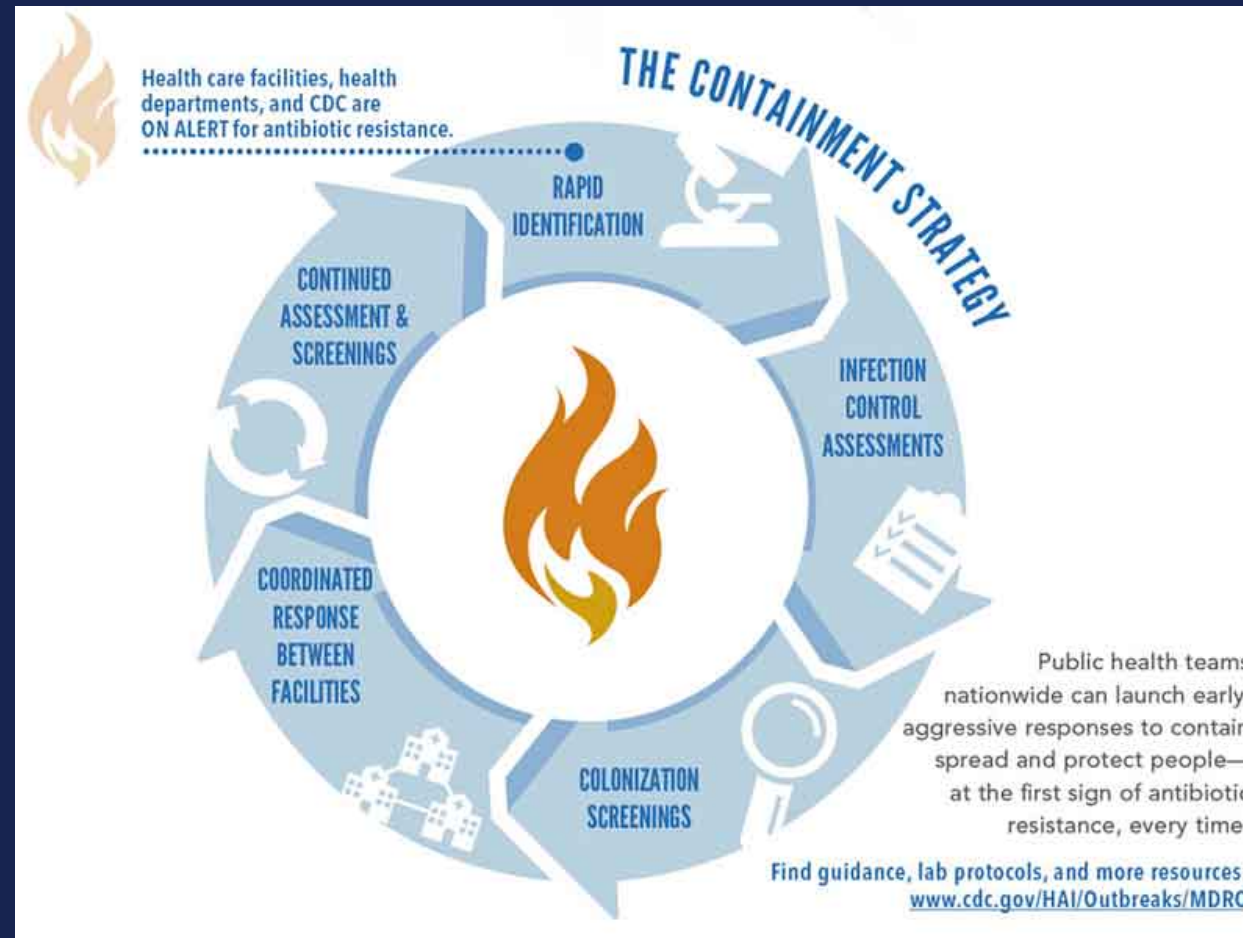 Health care facilities, health
departments, and CDC are
ON ALERT for antibiotic resistance.
THE CONTAINMENT STRATEGY
RAPID
IDENTIFICATION
INFECTION
CONTROL
ASSESSMENTS
COLONIZATION
SCREENINGS
COORDINATED
RESPONSE
BETWEEN
FACILITIES
CONTINUED
ASSESSMENT &
SCREENINGS
Public health teams
nationwide can launch early
aggressive responses to contain
spread and protect people—
at the first sign of antibiotic
resistance, every time
Find guidance, lab protocols, and more resources
www.cdc.gov/HAI/Outbreaks/MDRO